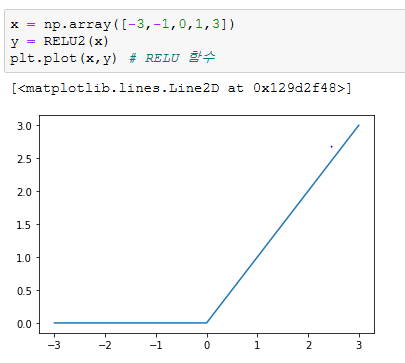 x = np.array([-3,-1,0,1,3])
y = RELU2(x)
plt.plot(x,y) # RELU 함수
[<matplotlib.lines.Line2D at 0x129d2f48>]
3.0
2.5
2.0
1.5
1.0
0.5
0.0
−3 −2 −1 0 1 2 3